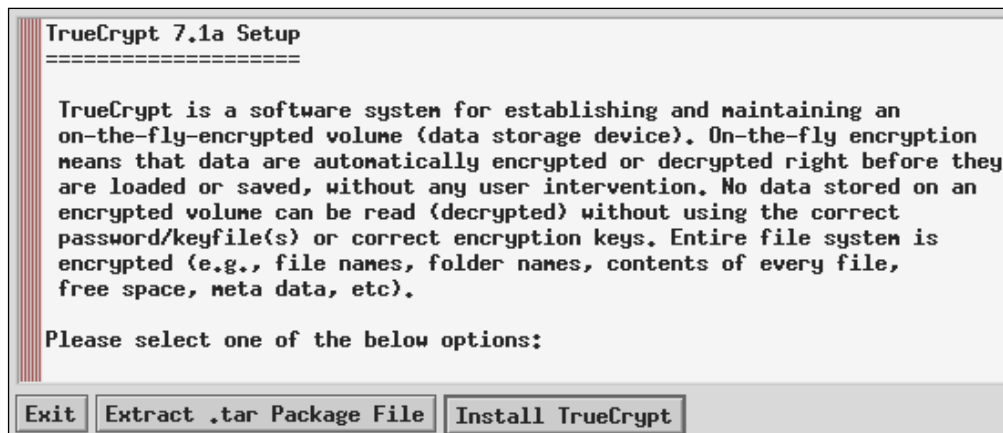 TrueCrypt 7.1a Setup
====================
TrueCrypt is a software system for establishing and maintaining an
on-the-fly-encrypted volume (data storage device). On-the-fly encryption
means that data are automatically encrypted or decrypted right before they
are loaded or saved, without any user intervention. No data stored on an
encrypted volume can be read (decrypted) without using the correct
password/keyfile(s) or correct encryption keys. Entire file system is
encrypted (e.g., file names, folder names, contents of every file,
free space, meta data, etc).
Please select one of the below options:
Exit Extract .tar Package File Install TrueCrypt